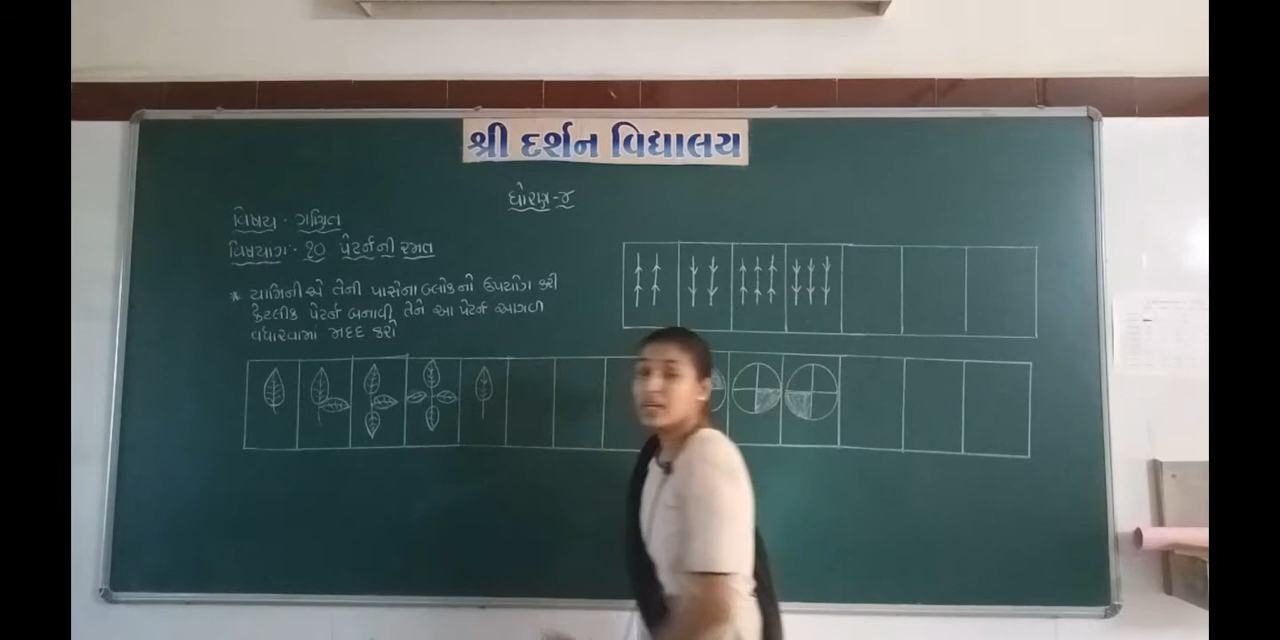 શ્રી દર્શન વિદ્યાલય
ધોરણ-૪
વિષય - ગણિત
વિષયાંગ - ૧૦ પેટર્નની રમત
* યામિનીએ તેની પાસેના બ્લોકનો ઉપયોગ કરી
કેટલીક પેટર્ન બનાવી, તેને આ પેટર્ન આગળ
વધારવામાં મદદ કરો